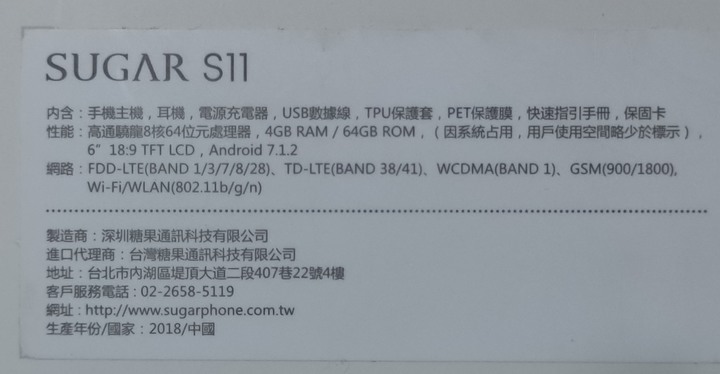 SUGAR S11
內含：手機主機，耳機，電源充電器，USB數據線，TPU保護套，PET保護膜，快速指引手冊，保固卡
性能：高通驍龍8核64位元處理器，4GB RAM / 64GB ROM，（因系統占用，用戶使用空間略少於標示），
6” 18:9 TFT LCD，Android 7.1.2
網路：FDD-LTE(BAND 1/3/7/8/28)、TD-LTE(BAND 38/41)、WCDMA(BAND 1)、GSM(900/1800),
Wi-Fi/WLAN(802.11b/g/n)
製造商：深圳糖果通訊科技有限公司
進口代理商：台灣糖果通訊科技有限公司
地址：台北市內湖區堤頂大道二段407巷22號4樓
客戶服務電話：02-2658-5119
網址：http://www.sugarphone.com.tw
生產年份/國家：2018/中國